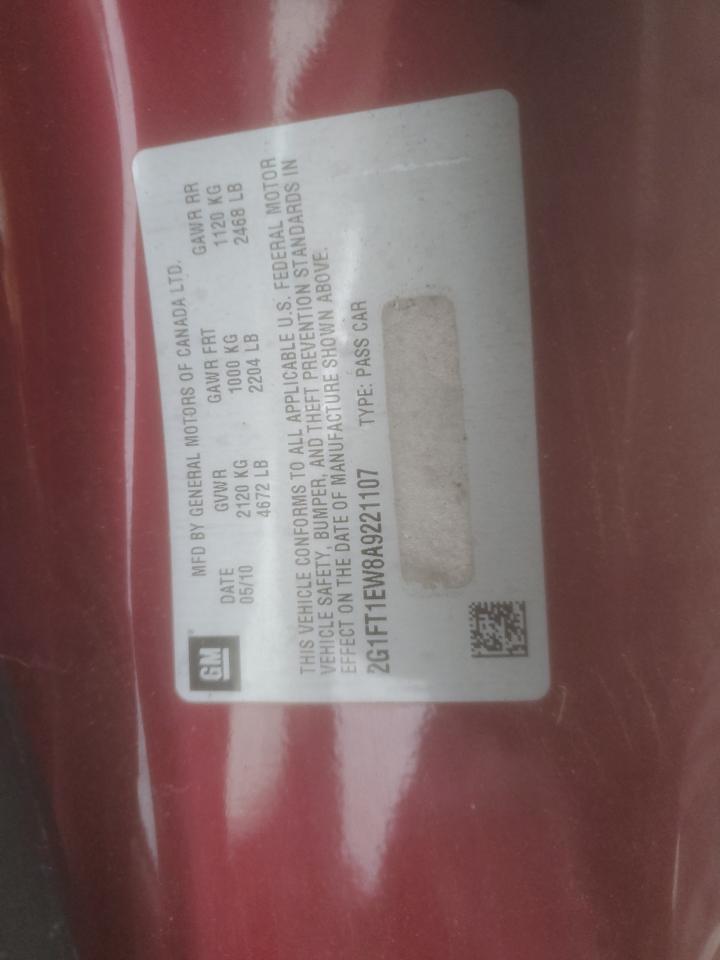 GM
MFD BY GENERAL MOTORS OF CANADA LTD.
DATE GVWR GAWR FRT GAWR RR
05/10 2120 KG 1000 KG 1120 KG
4672 LB 2204 LB 2468 LB
THIS VEHICLE CONFORMS TO ALL APPLICABLE U.S. FEDERAL MOTOR
VEHICLE SAFETY, BUMPER, AND THEFT PREVENTION STANDARDS IN
EFFECT ON THE DATE OF MANUFACTURE SHOWN ABOVE.
2G1FT1EW8A9221107 TYPE: PASS CAR